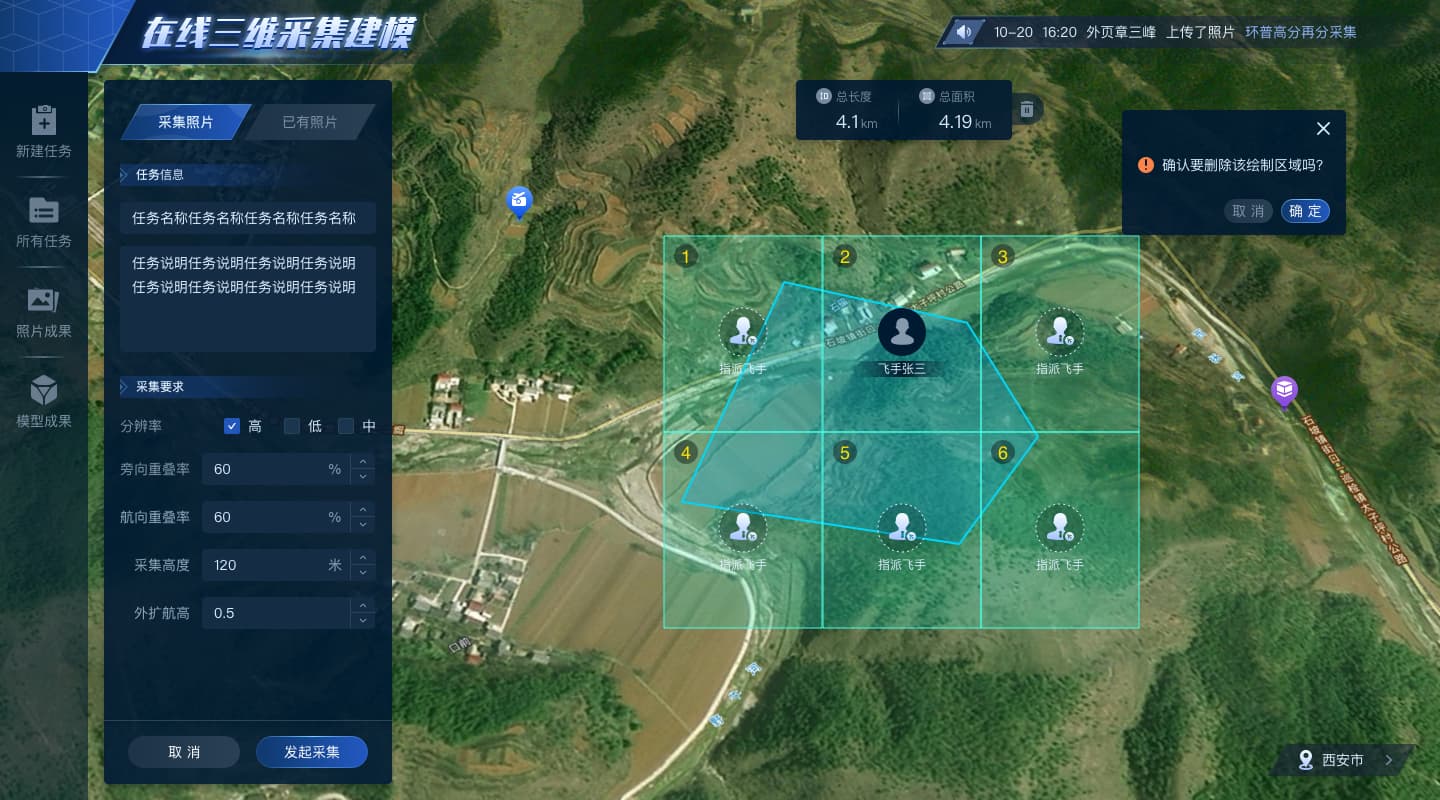 在线三维采集建模
10-20 16:20 外页章三峰 上传了照片 环普高分再分采集
新建任务
所有任务
照片成果
模型成果
采集照片
已有照片
任务信息
任务名称任务名称任务名称任务名称
任务说明任务说明任务说明任务说明
任务说明任务说明任务说明任务说明
采集要求
分辨率 高 低 中
旁向重叠率 60 %
航向重叠率 60 %
采集高度 120 米
外扩航高 0.5
取 消
发起采集
总长度
4.1 km
总面积
4.19 km
确认要删除该绘制区域吗?
取 消
确 定
1
2
3
指派飞手
飞手张三
指派飞手
4
5
6
指派飞手
指派飞手
指派飞手
西安市